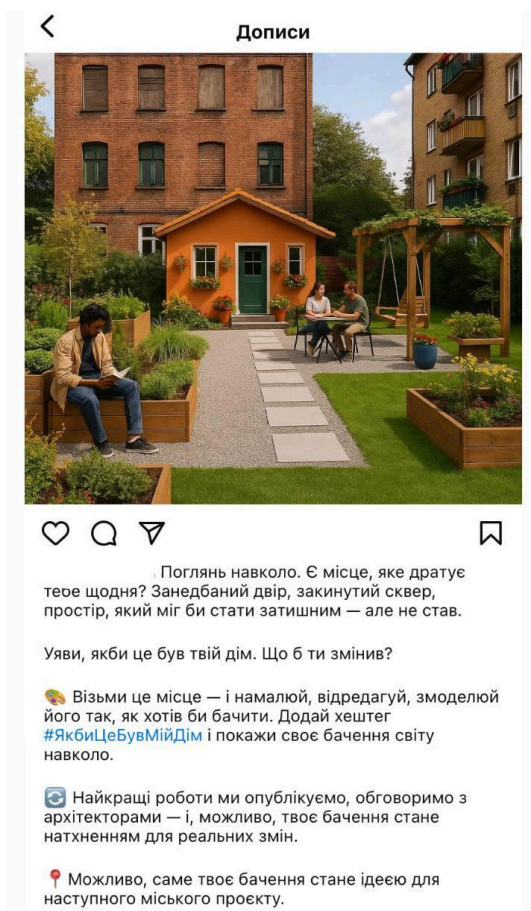 Дописи
Поглянь навколо. Є місце, яке дратує
тебе щодня? Занедбаний двір, закинутий сквер,
простір, який міг би стати затишним — але не став.
Уяви, якби це був твій дім. Що б ти змінив?
🎨 Візьми це місце — і намалюй, відредагуй, змоделюй
його так, як хотів би бачити. Додай хештег
#ЯкбиЦеБувМійДім і покажи своє бачення світу
навколо.
🔄 Найкращі роботи ми опублікуємо, обговоримо з
архітекторами — і, можливо, твоє бачення стане
натхненням для реальних змін.
📍 Можливо, саме твоє бачення стане ідеєю для
наступного міського проєкту.